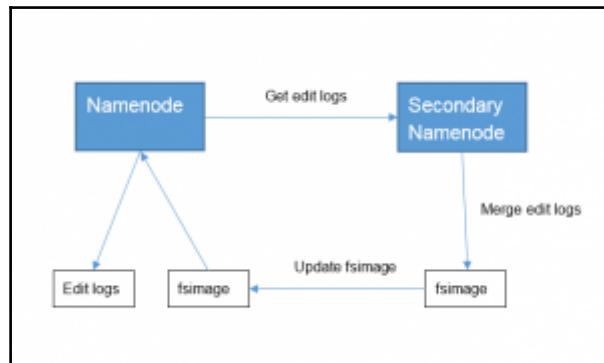 Namenode
Get edit logs
Secondary
Namenode
Merge edit logs
Update fsimage
Edit logs
fsimage
fsimage